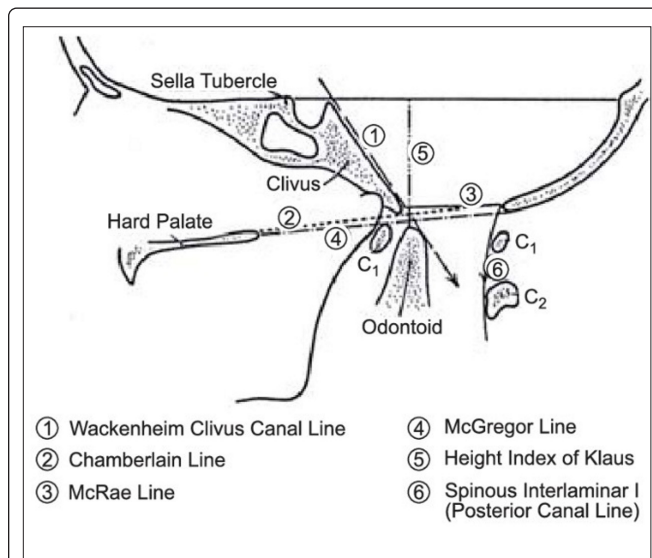 Sella Tubercle
①
⑤
Clivus
③
Hard Palate
②
④
C1
C1
⑥
C2
Odontoid
① Wackenheim Clivus Canal Line
② Chamberlain Line
③ McRae Line
④ McGregor Line
⑤ Height Index of Klaus
⑥ Spinous Interlaminar l
(Posterior Canal Line)